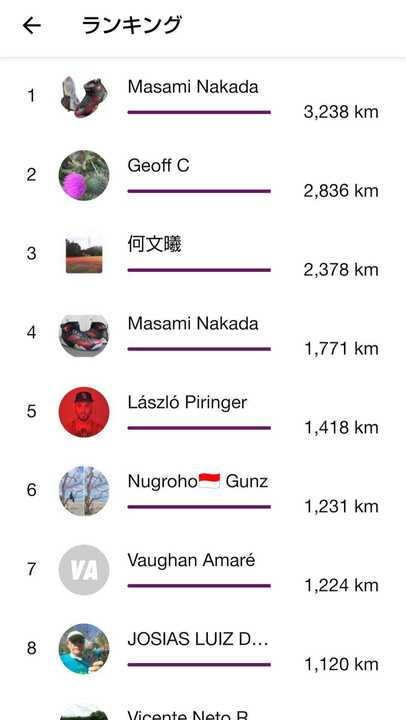 ランキング
1
Masami Nakada
3,238 km
2
Geoff C
2,836 km
3
何文曦
2,378 km
4
Masami Nakada
1,771 km
5
László Piringer
1,418 km
6
Nugroho🇮🇩 Gunz
1,231 km
7
VA
Vaughan Amaré
1,224 km
8
JOSIAS LUIZ D...
1,120 km
Vicente Neto R